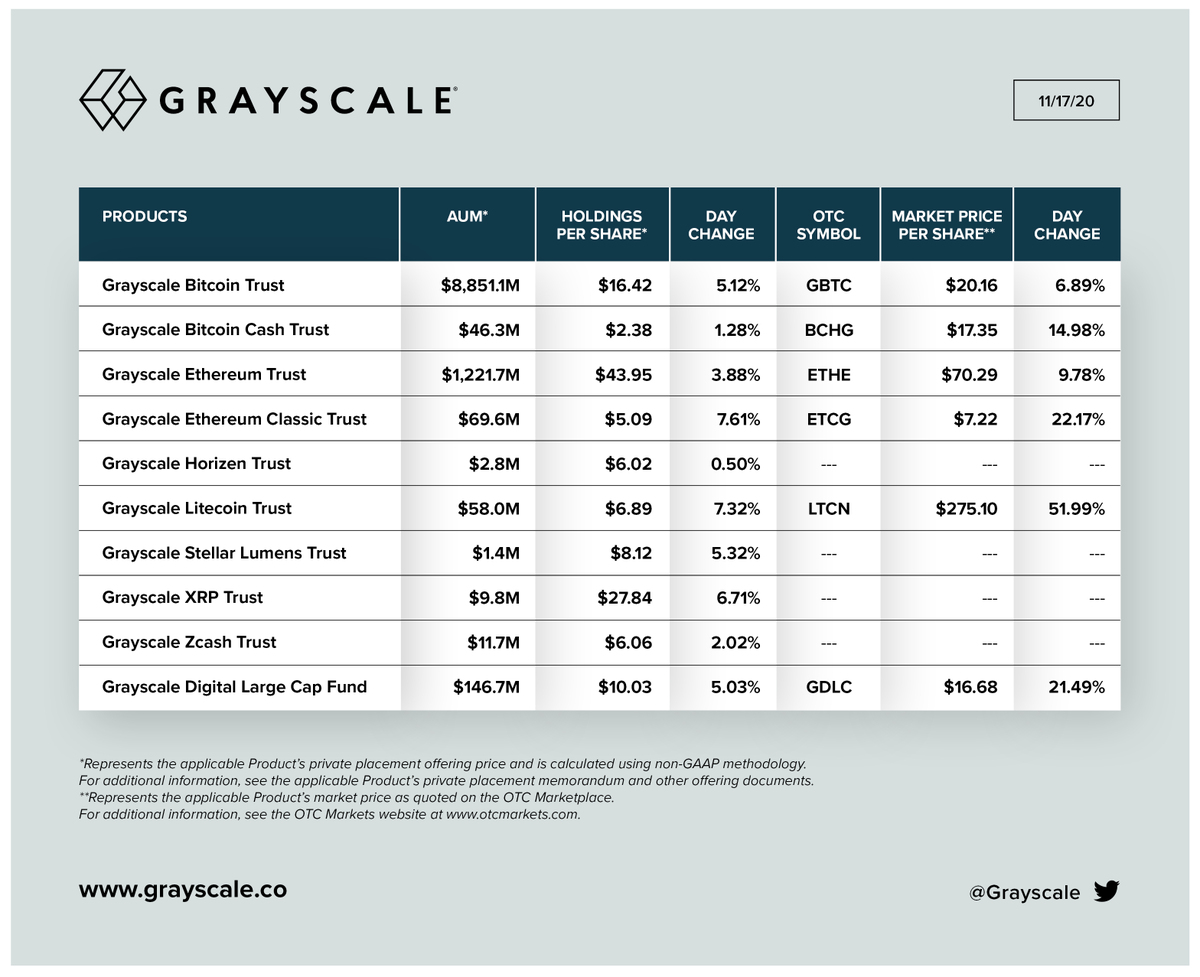 GRAYSCALE®
11/17/20
PRODUCTS AUM* HOLDINGS PER SHARE* DAY CHANGE OTC SYMBOL MARKET PRICE PER SHARE** DAY CHANGE
Grayscale Bitcoin Trust $8,851.1M $16.42 5.12% GBTC $20.16 6.89%
Grayscale Bitcoin Cash Trust $46.3M $2.38 1.28% BCHG $17.35 14.98%
Grayscale Ethereum Trust $1,221.7M $43.95 3.88% ETHE $70.29 9.78%
Grayscale Ethereum Classic Trust $69.6M $5.09 7.61% ETCG $7.22 22.17%
Grayscale Horizen Trust $2.8M $6.02 0.50% --- --- ---
Grayscale Litecoin Trust $58.0M $6.89 7.32% LTCN $275.10 51.99%
Grayscale Stellar Lumens Trust $1.4M $8.12 5.32% --- --- ---
Grayscale XRP Trust $9.8M $27.84 6.71% --- --- ---
Grayscale Zcash Trust $11.7M $6.06 2.02% --- --- ---
Grayscale Digital Large Cap Fund $146.7M $10.03 5.03% GDLC $16.68 21.49%
*Represents the applicable Product's private placement offering price and is calculated using non-GAAP methodology.
For additional information, see the applicable Product's private placement memorandum and other offering documents.
**Represents the applicable Product's market price as quoted on the OTC Marketplace.
For additional information, see the OTC Markets website at www.otcmarkets.com.
www.grayscale.co
@Grayscale